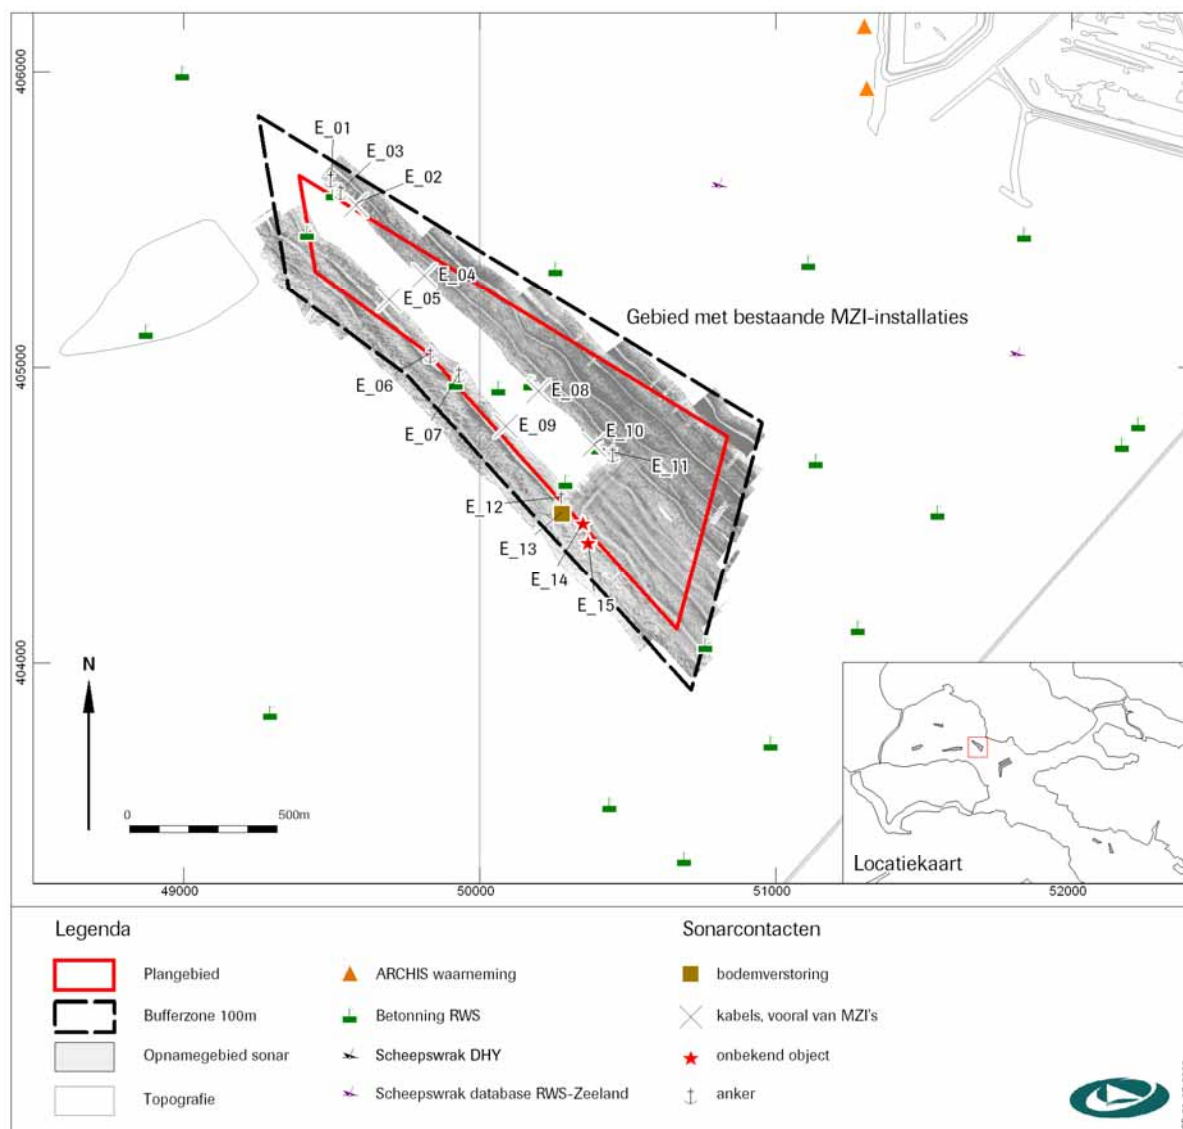 406000
405000
404000
E_01
E_03
E_02
E_04
E_05
Gebied met bestaande MZI-installaties
E_06
E_08
E_07
E_09
E_10
E_11
E_12
E_13
E_14
E_15
N
0
500m
Locatiekaart
49000
50000
51000
52000
Legenda
Plangebied
Bufferzone 100m
Opnamegebied sonar
Topografie
ARCHIS waarneming
Betonning RWS
Scheepswrak DHY
Scheepswrak database RWS-Zeeland
Sonarcontacten
bodemverstoring
kabels, vooral van MZI's
onbekend object
anker